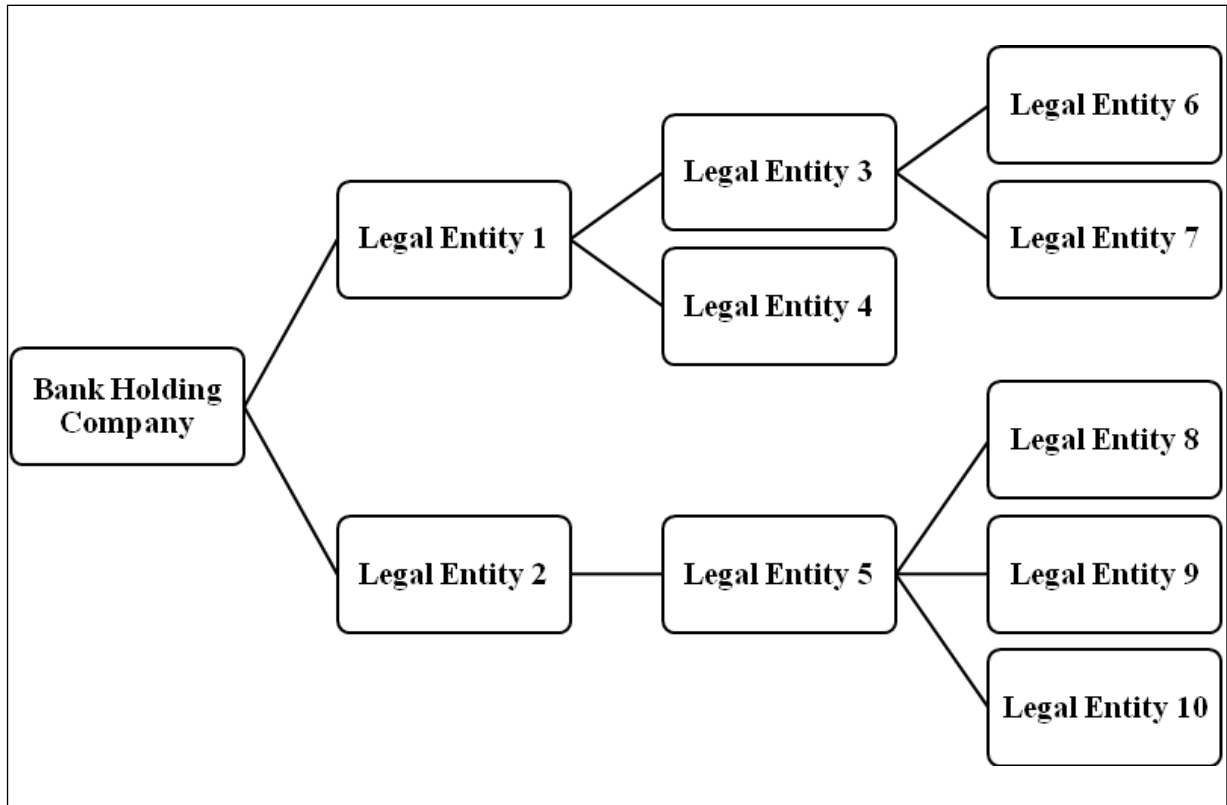 Bank Holding
Company
Legal Entity 1
Legal Entity 2
Legal Entity 3
Legal Entity 4
Legal Entity 5
Legal Entity 6
Legal Entity 7
Legal Entity 8
Legal Entity 9
Legal Entity 10